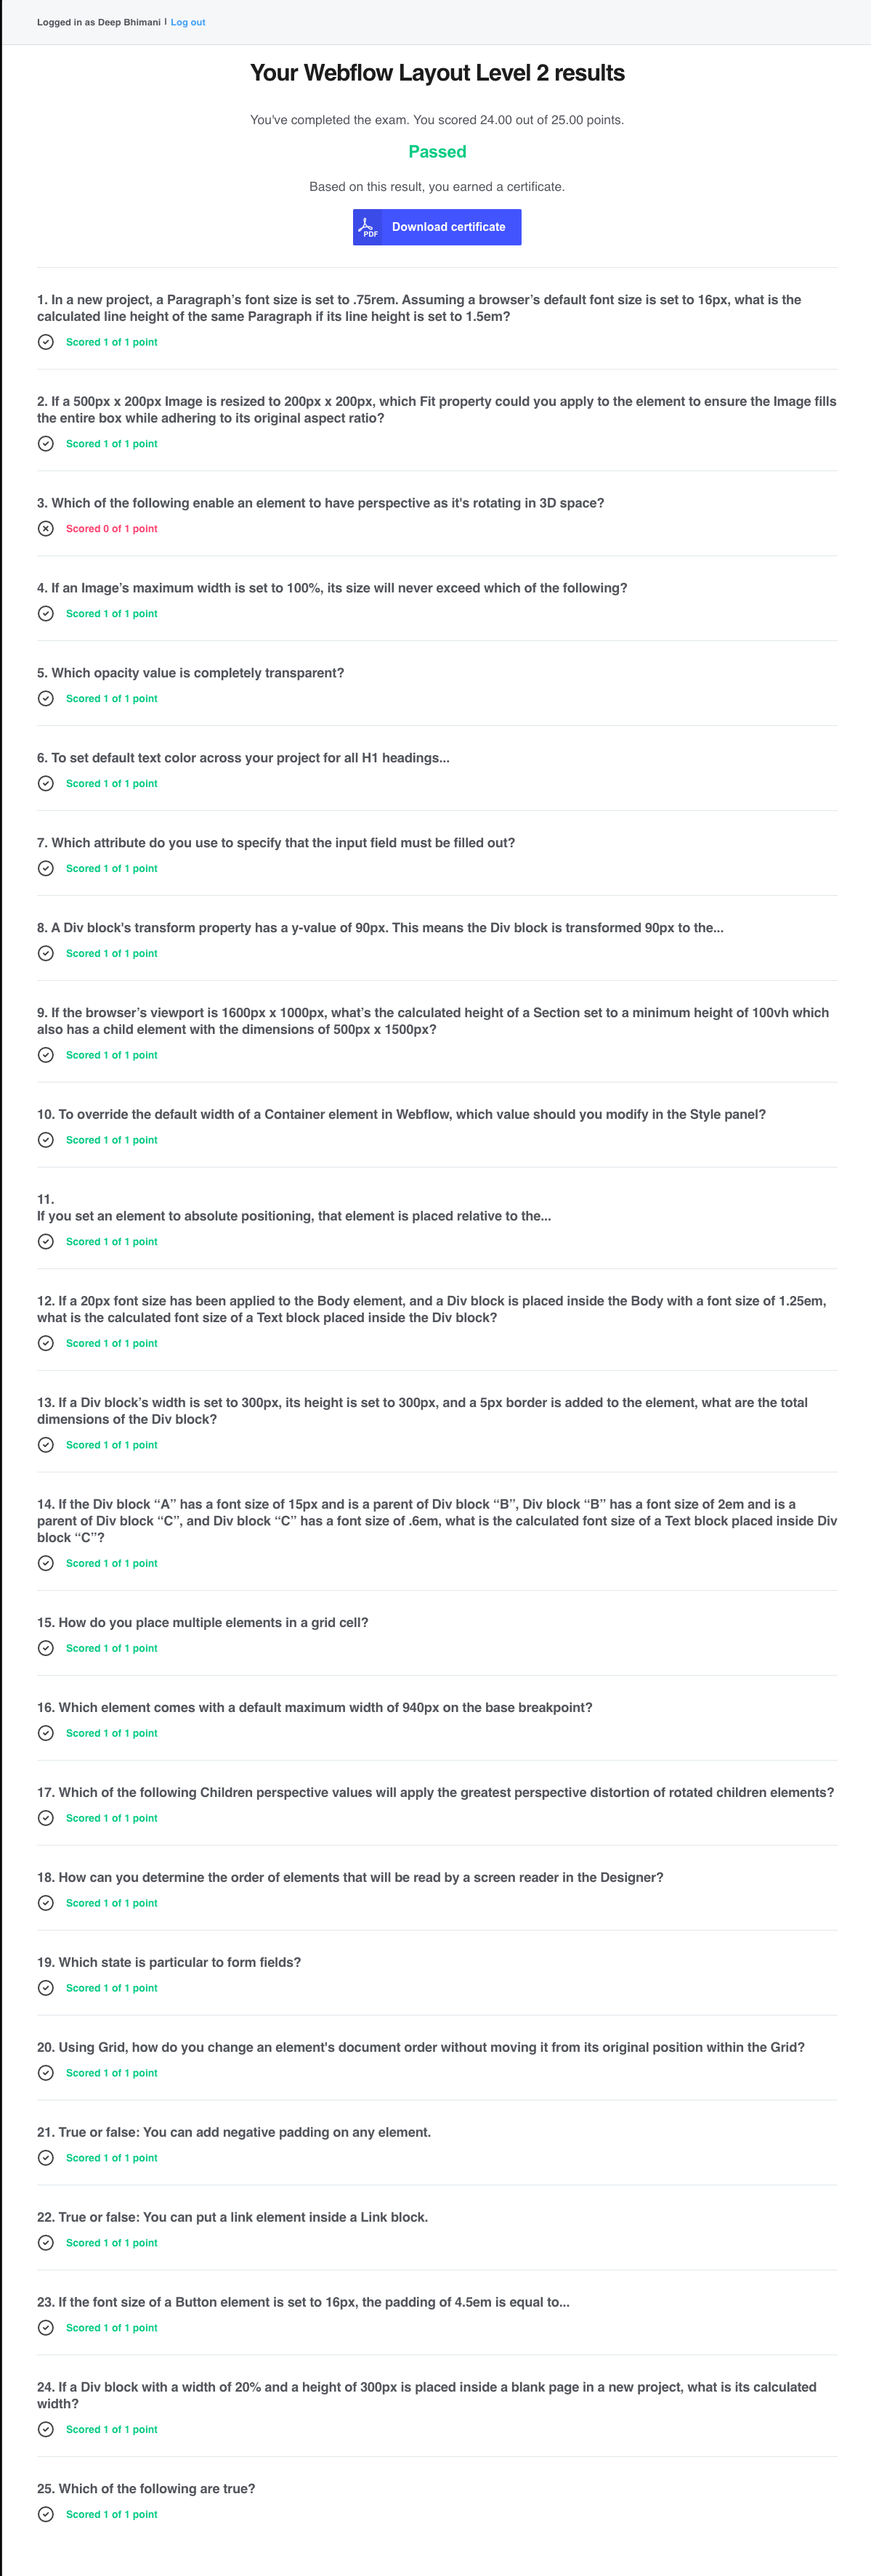 Logged in as Deep Bhimani | Log out
Your Webflow Layout Level 2 results
You've completed the exam. You scored 24.00 out of 25.00 points.
Passed
Based on this result, you earned a certificate.
PDF Download certificate
1. In a new project, a Paragraph’s font size is set to .75rem. Assuming a browser’s default font size is set to 16px, what is the
calculated line height of the same Paragraph if its line height is set to 1.5em?
Scored 1 of 1 point
2. If a 500px x 200px Image is resized to 200px x 200px, which Fit property could you apply to the element to ensure the Image fills
the entire box while adhering to its original aspect ratio?
Scored 1 of 1 point
3. Which of the following enable an element to have perspective as it's rotating in 3D space?
Scored 0 of 1 point
4. If an Image’s maximum width is set to 100%, its size will never exceed which of the following?
Scored 1 of 1 point
5. Which opacity value is completely transparent?
Scored 1 of 1 point
6. To set default text color across your project for all H1 headings...
Scored 1 of 1 point
7. Which attribute do you use to specify that the input field must be filled out?
Scored 1 of 1 point
8. A Div block's transform property has a y-value of 90px. This means the Div block is transformed 90px to the...
Scored 1 of 1 point
9. If the browser’s viewport is 1600px x 1000px, what’s the calculated height of a Section set to a minimum height of 100vh which
also has a child element with the dimensions of 500px x 1500px?
Scored 1 of 1 point
10. To override the default width of a Container element in Webflow, which value should you modify in the Style panel?
Scored 1 of 1 point
11.
If you set an element to absolute positioning, that element is placed relative to the...
Scored 1 of 1 point
12. If a 20px font size has been applied to the Body element, and a Div block is placed inside the Body with a font size of 1.25em,
what is the calculated font size of a Text block placed inside the Div block?
Scored 1 of 1 point
13. If a Div block’s width is set to 300px, its height is set to 300px, and a 5px border is added to the element, what are the total
dimensions of the Div block?
Scored 1 of 1 point
14. If the Div block “A” has a font size of 15px and is a parent of Div block “B”, Div block “B” has a font size of 2em and is a
parent of Div block “C”, and Div block “C” has a font size of .6em, what is the calculated font size of a Text block placed inside Div
block “C”?
Scored 1 of 1 point
15. How do you place multiple elements in a grid cell?
Scored 1 of 1 point
16. Which element comes with a default maximum width of 940px on the base breakpoint?
Scored 1 of 1 point
17. Which of the following Children perspective values will apply the greatest perspective distortion of rotated children elements?
Scored 1 of 1 point
18. How can you determine the order of elements that will be read by a screen reader in the Designer?
Scored 1 of 1 point
19. Which state is particular to form fields?
Scored 1 of 1 point
20. Using Grid, how do you change an element's document order without moving it from its original position within the Grid?
Scored 1 of 1 point
21. True or false: You can add negative padding on any element.
Scored 1 of 1 point
22. True or false: You can put a link element inside a Link block.
Scored 1 of 1 point
23. If the font size of a Button element is set to 16px, the padding of 4.5em is equal to...
Scored 1 of 1 point
24. If a Div block with a width of 20% and a height of 300px is placed inside a blank page in a new project, what is its calculated
width?
Scored 1 of 1 point
25. Which of the following are true?
Scored 1 of 1 point